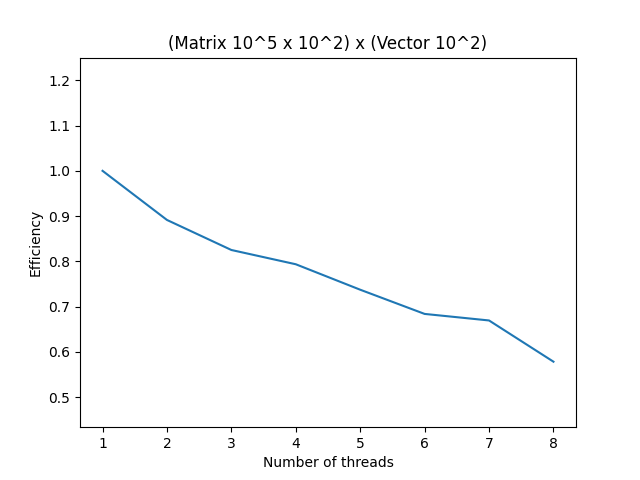 (Matrix 10^5 x 10^2) x (Vector 10^2)
1.2
1.1
1.0
0.9
0.8
0.7
0.6
0.5
Efficiency
1 2 3 4 5 6 7 8
Number of threads